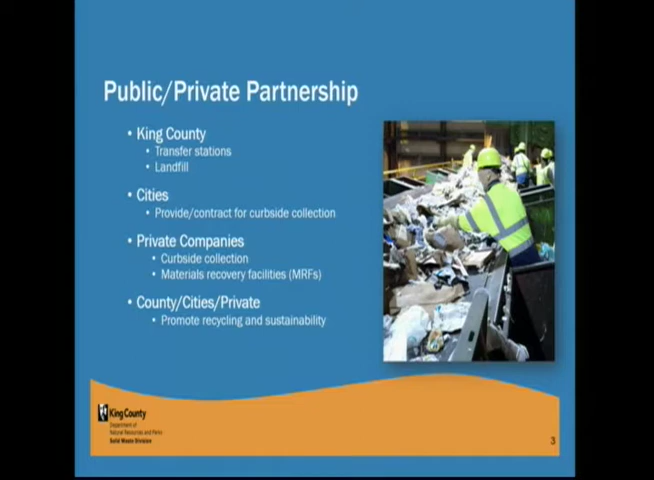 Public/Private Partnership
• King County
• Transfer stations
• Landfill
• Cities
• Provide/contract for curbside collection
• Private Companies
• Curbside collection
• Materials recovery facilities (MRFs)
• County/Cities/Private
• Promote recycling and sustainability
King County
Department of
Natural Resources and Parks
Solid Waste Division
3